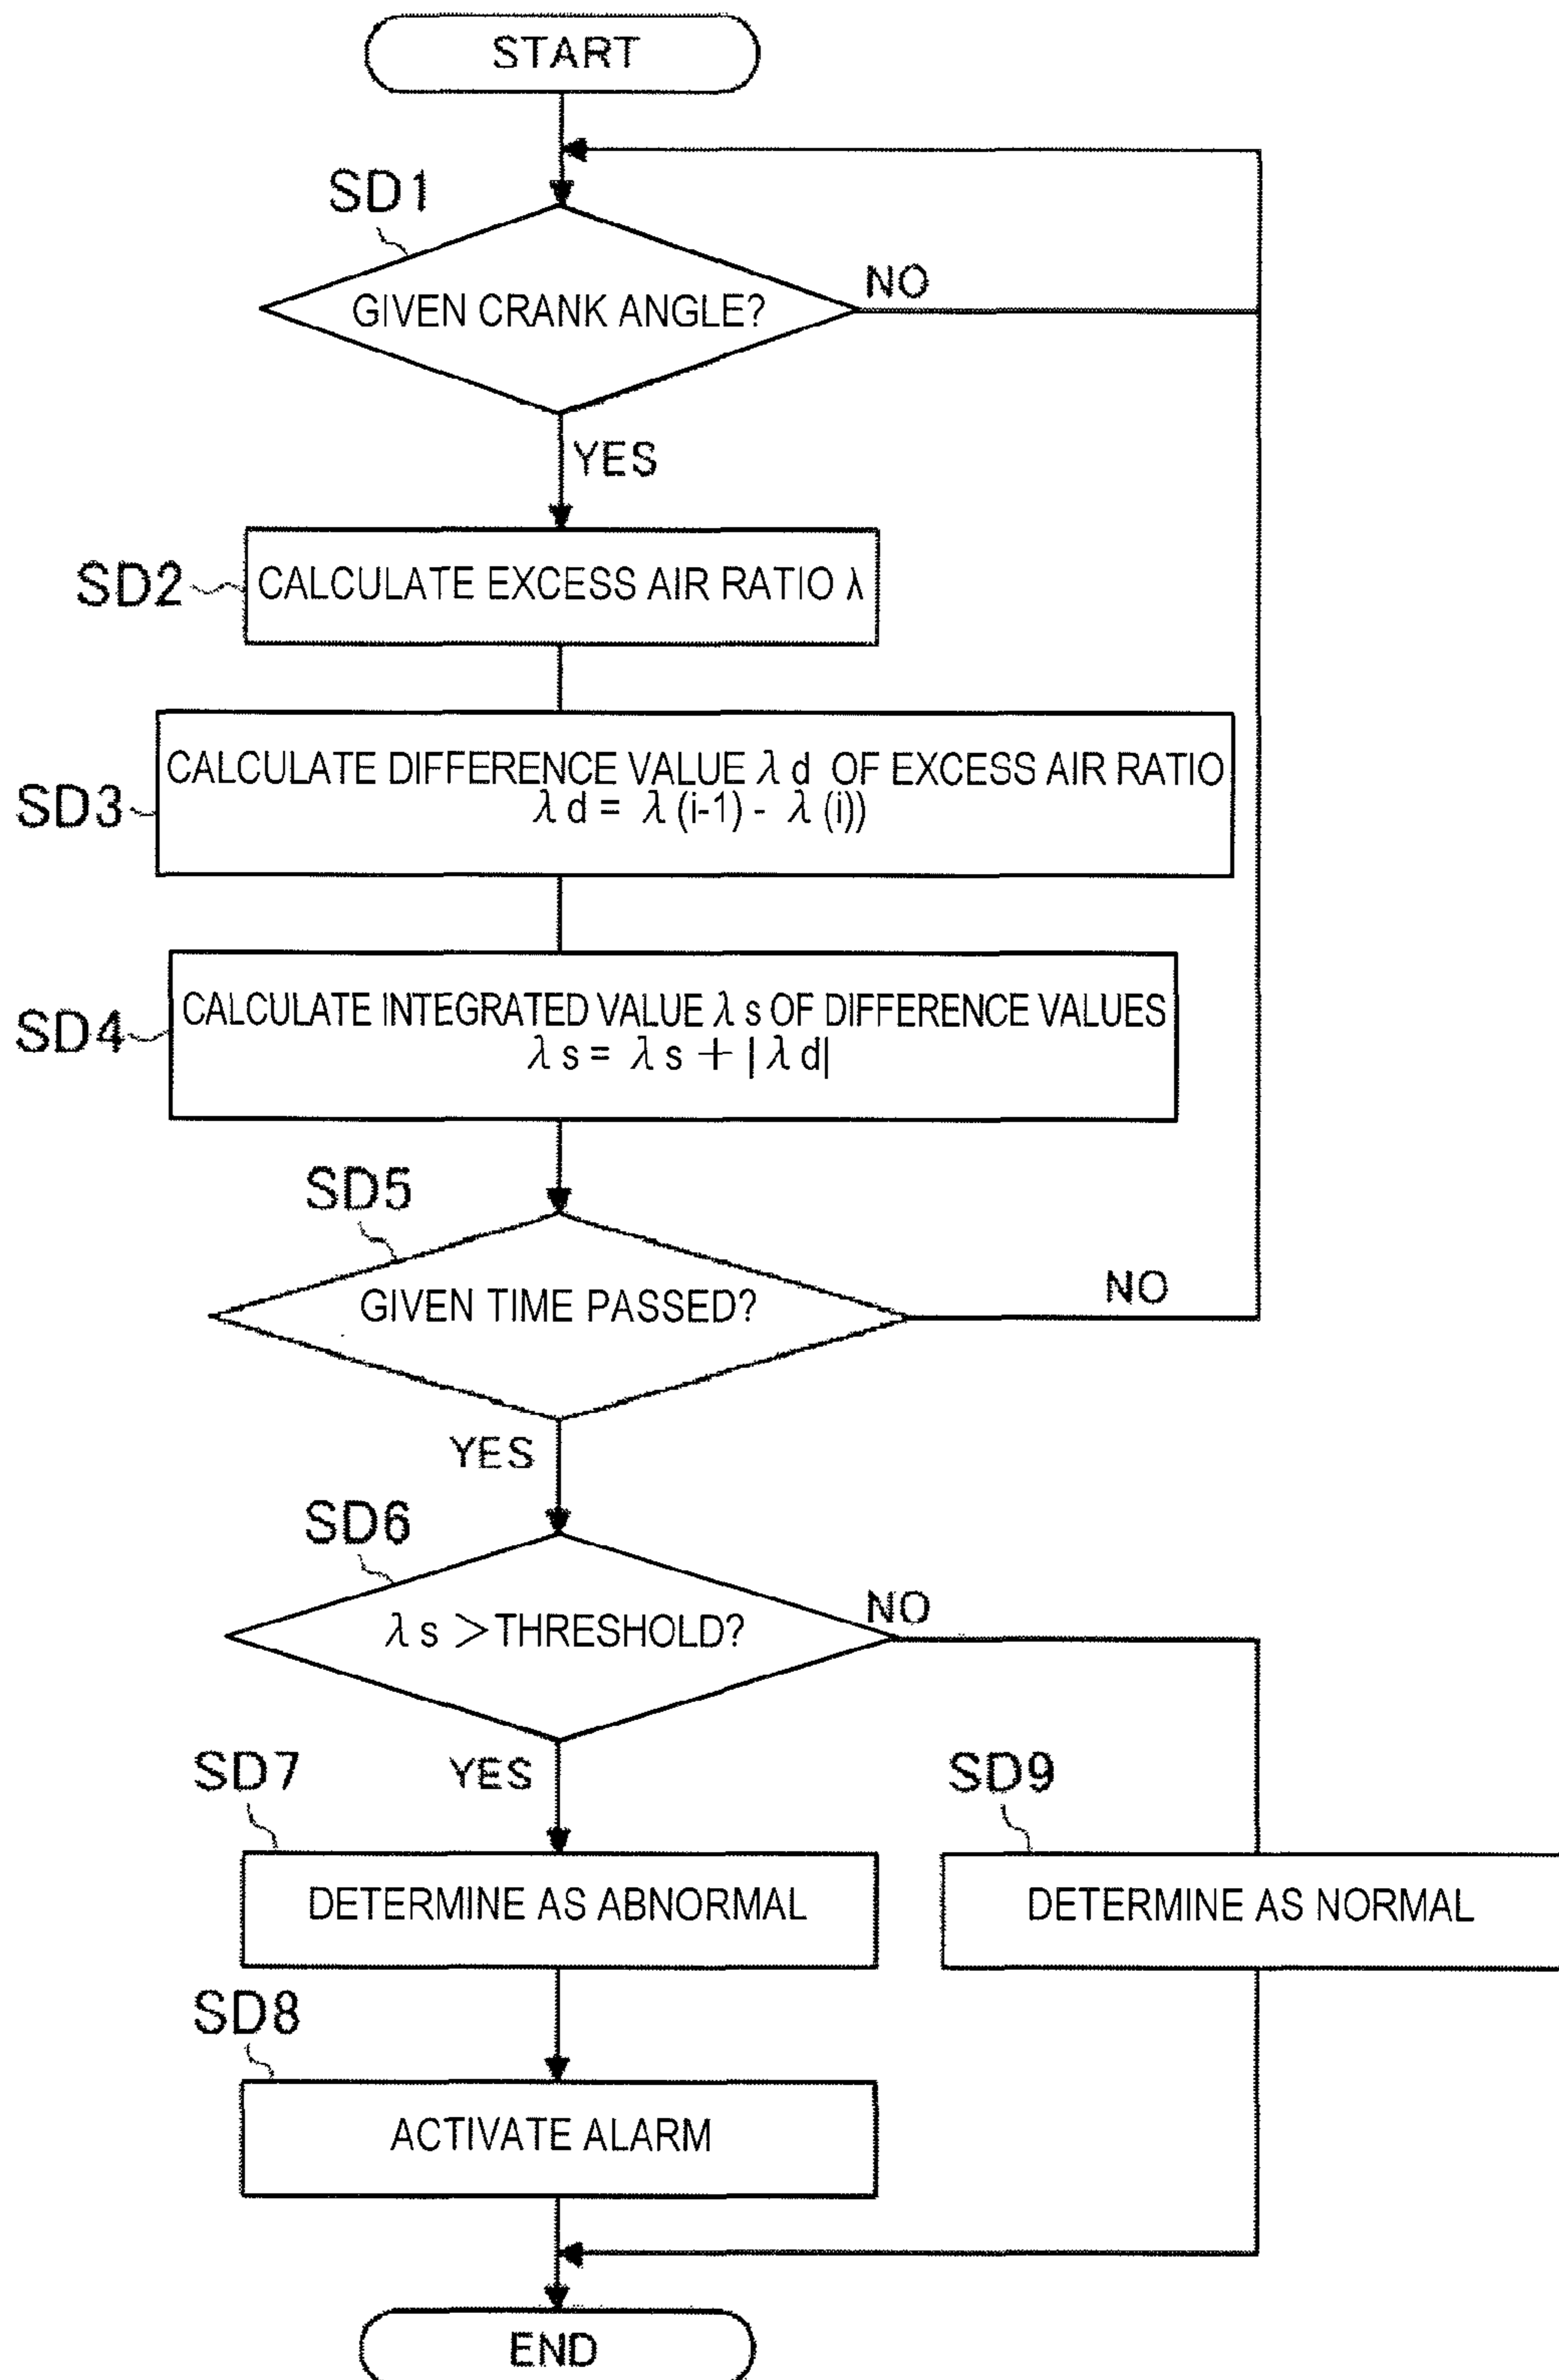 START
SD1
GIVEN CRANK ANGLE?
NO
YES
SD2
CALCULATE EXCESS AIR RATIO λ
SD3
CALCULATE DIFFERENCE VALUE λ d OF EXCESS AIR RATIO
λ d = λ (i-1) - λ (i))
SD4
CALCULATE INTEGRATED VALUE λ s OF DIFFERENCE VALUES
λ s = λ s + | λ d|
SD5
GIVEN TIME PASSED?
NO
YES
SD6
λ s > THRESHOLD?
NO
YES
SD7
DETERMINE AS ABNORMAL
SD9
DETERMINE AS NORMAL
SD8
ACTIVATE ALARM
END